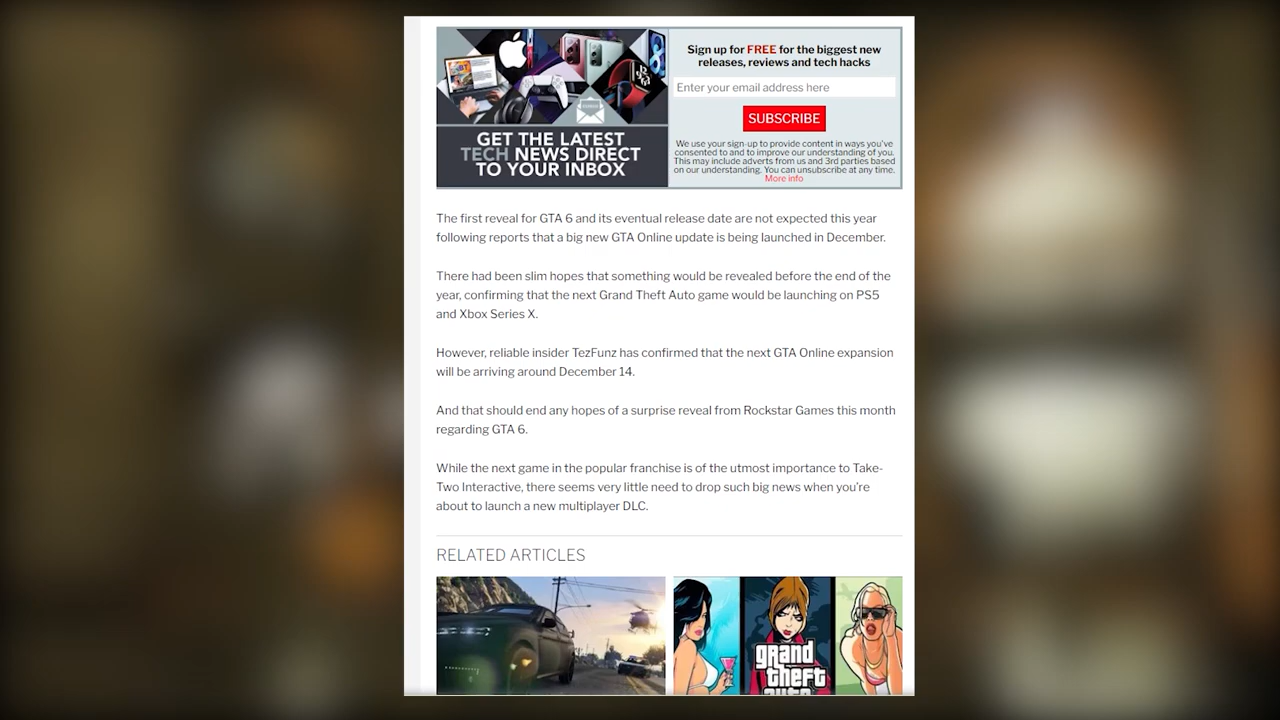 GET THE LATEST
TECH NEWS DIRECT
TO YOUR INBOX
Sign up for FREE for the biggest new
releases, reviews and tech hacks
Enter your email address here
SUBSCRIBE
We use your sign-up to provide content in ways you've
consented to and to improve our understanding of you.
This may include adverts from us and 3rd parties based
on our understanding. You can unsubscribe at any time.
More info
The first reveal for GTA 6 and its eventual release date are not expected this year
following reports that a big new GTA Online update is being launched in December.
There had been slim hopes that something would be revealed before the end of the
year, confirming that the next Grand Theft Auto game would be launching on PS5
and Xbox Series X.
However, reliable insider TezFunz has confirmed that the next GTA Online expansion
will be arriving around December 14.
And that should end any hopes of a surprise reveal from Rockstar Games this month
regarding GTA 6.
While the next game in the popular franchise is of the utmost importance to Take-
Two Interactive, there seems very little need to drop such big news when you're
about to launch a new multiplayer DLC.
RELATED ARTICLES
grand
theft
auto